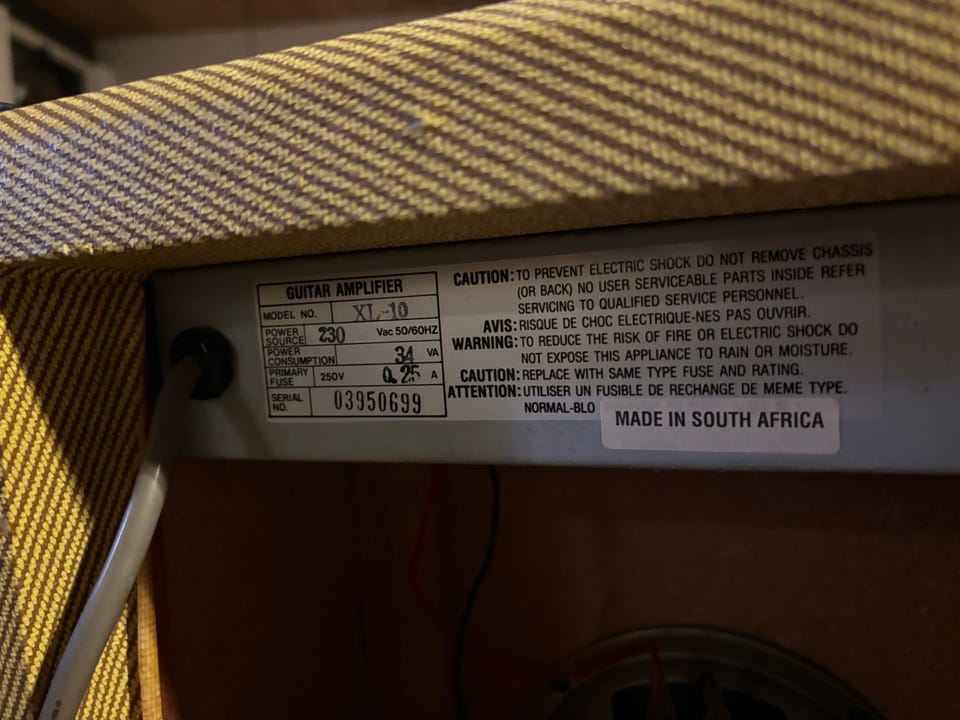 GUITAR AMPLIFIER
MODEL NO. XL-10
POWER SOURCE 230 Vac 50/60HZ
POWER CONSUMPTION 34 VA
PRIMARY FUSE 250V 0.25 A
SERIAL NO. 03950699
CAUTION: TO PREVENT ELECTRIC SHOCK DO NOT REMOVE CHASSIS
(OR BACK) NO USER SERVICEABLE PARTS INSIDE REFER
SERVICING TO QUALIFIED SERVICE PERSONNEL.
AVIS: RISQUE DE CHOC ELECTRIQUE-NES PAS OUVRIR.
WARNING: TO REDUCE THE RISK OF FIRE OR ELECTRIC SHOCK DO
NOT EXPOSE THIS APPLIANCE TO RAIN OR MOISTURE.
CAUTION: REPLACE WITH SAME TYPE FUSE AND RATING.
ATTENTION: UTILISER UN FUSIBLE DE RECHANGE DE MEME TYPE.
NORMAL-BLO
MADE IN SOUTH AFRICA